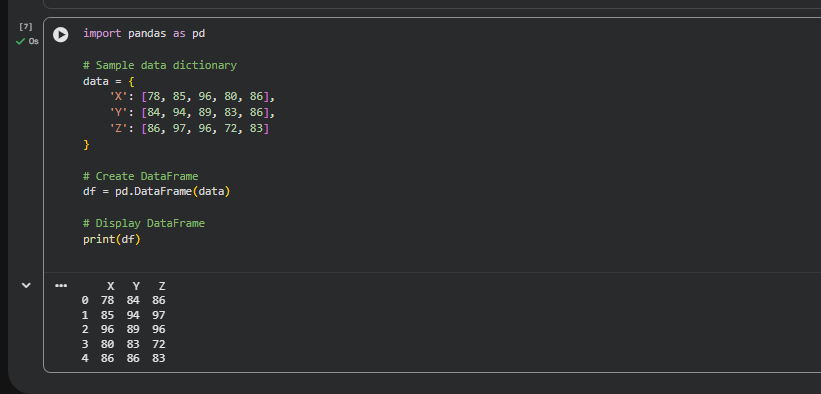 [7]
0s
import pandas as pd
# Sample data dictionary
data = {
    'X': [78, 85, 96, 80, 86],
    'Y': [84, 94, 89, 83, 86],
    'Z': [86, 97, 96, 72, 83]
}
# Create DataFrame
df = pd.DataFrame(data)
# Display DataFrame
print(df)
    X   Y   Z
0  78  84  86
1  85  94  97
2  96  89  96
3  80  83  72
4  86  86  83